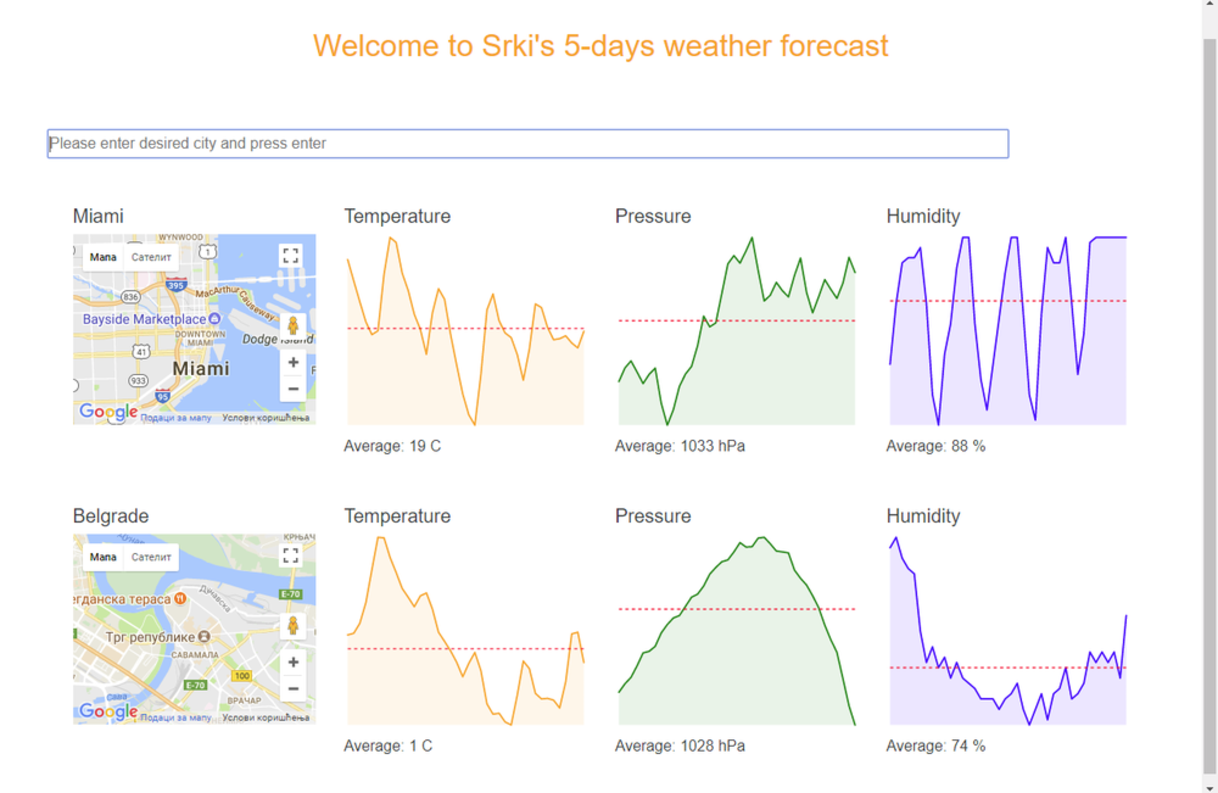 Welcome to Srki's 5-days weather forecast
Please enter desired city and press enter
Miami
Temperature
Pressure
Humidity
WYNWOOD
Мапа
Сателит
1
395
836
MacArthur Causeway
Bayside Marketplace
DOWNTOWN
MIAMI
Dodge Island
41
Miami
933
95
Google
Подаци за мапу
Услови коришћења
Average: 19 C
Average: 1033 hPa
Average: 88 %
Belgrade
Temperature
Pressure
Humidity
Мапа
Сателит
КРЊАЧ
E-70
егданска тераса
Дунавска
Трг републике
САВАМАЛА
100
E-70
ВРАЧАР
Сава
Google
Подаци за мапу
Услови коришћења
Average: 1 C
Average: 1028 hPa
Average: 74 %